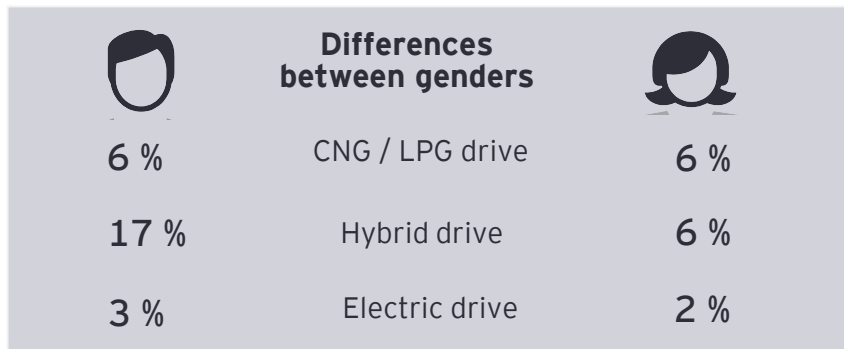 Differences
between genders
6 % CNG / LPG drive 6 %
17 % Hybrid drive 6 %
3 % Electric drive 2 %